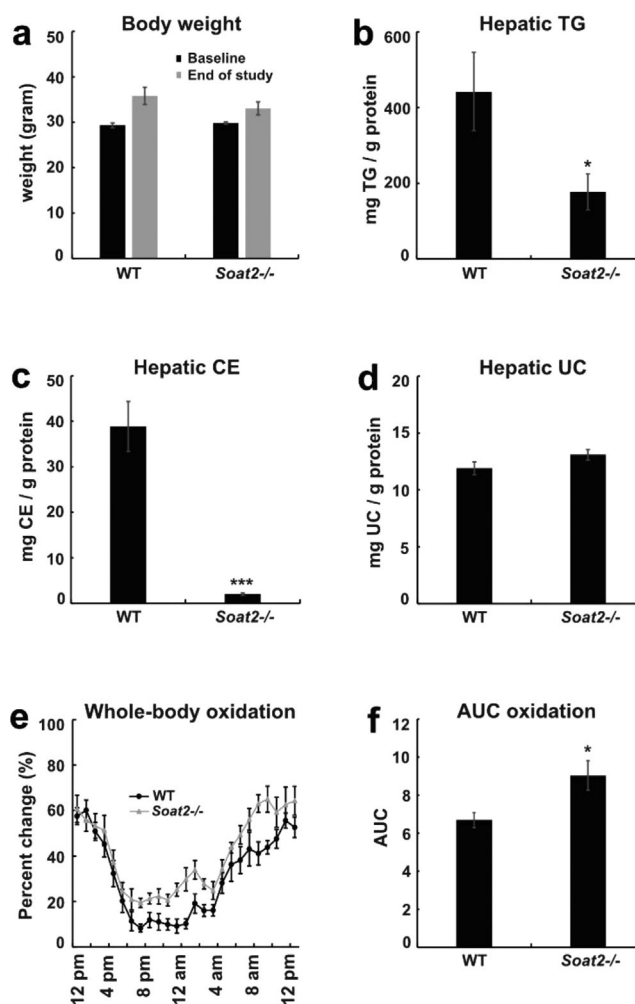 a Body weight
Baseline
End of study
weight (gram)
50
40
30
20
10
0
WT Soat2-/-
b Hepatic TG
mg TG / g protein
600
400
200
0
*
WT Soat2-/-
c Hepatic CE
mg CE / g protein
50
40
30
20
10
0
***
WT Soat2-/-
d Hepatic UC
mg UC / g protein
20
15
12
9
6
3
0
WT Soat2-/-
e Whole-body oxidation
Percent change (%)
WT
Soat2-/-
100
80
60
40
20
0
12 pm
4 pm
8 pm
12 am
4 am
8 am
12 pm
f AUC oxidation
AUC
12
10
8
6
4
2
0
*
WT Soat2-/-